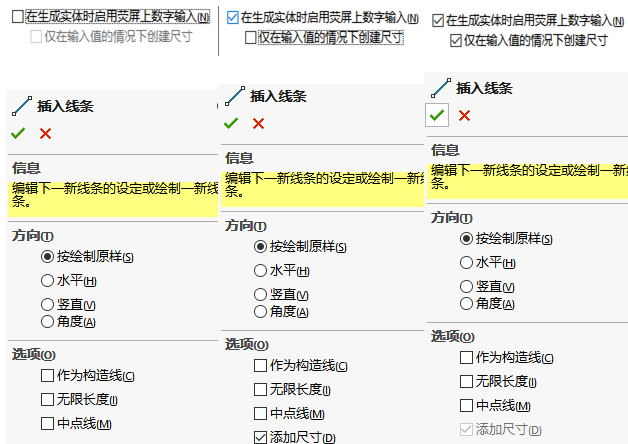 在生成实体时启用荧屏上数字输入(N)
仅在输入值的情况下创建尺寸
插入线条
信息
编辑下一新线条的设定或绘制一新线
条。
方向(T)
按绘制原样(S)
水平(H)
竖直(V)
角度(A)
选项(O)
作为构造线(C)
无限长度(I)
中点线(M)
在生成实体时启用荧屏上数字输入(N)
仅在输入值的情况下创建尺寸
插入线条
信息
编辑下一新线条的设定或绘制一新线
条。
方向(T)
按绘制原样(S)
水平(H)
竖直(V)
角度(A)
选项(O)
作为构造线(C)
无限长度(I)
中点线(M)
添加尺寸(D)
在生成实体时启用荧屏上数字输入(N)
仅在输入值的情况下创建尺寸
插入线条
信息
编辑下一新线条的设定或绘制一新线
条。
方向(T)
按绘制原样(S)
水平(H)
竖直(V)
角度(A)
选项(O)
作为构造线(C)
无限长度(I)
中点线(M)
添加尺寸(D)